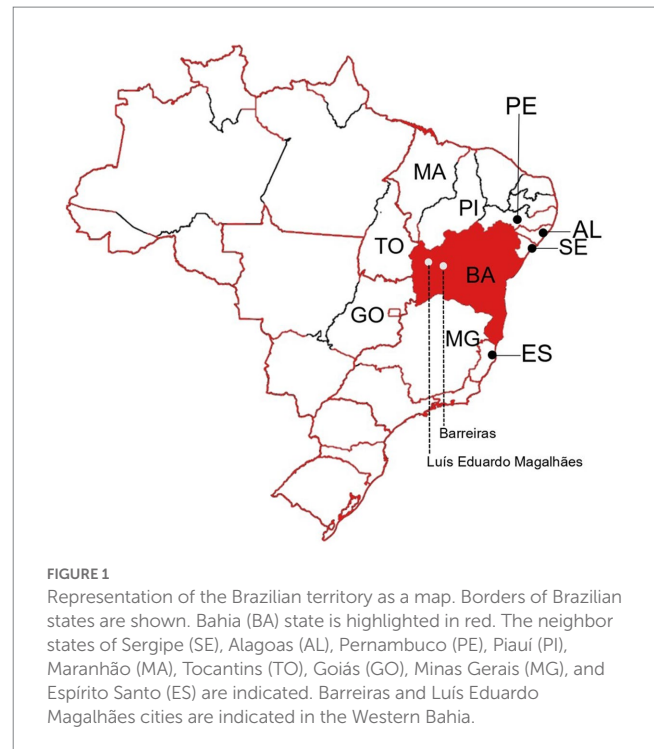 PE
MA
PI
AL
SE
TO
BA
GO
MG
ES
Barreiras
Luís Eduardo Magalhães
FIGURE 1
Representation of the Brazilian territory as a map. Borders of Brazilian
states are shown. Bahia (BA) state is highlighted in red. The neighbor
states of Sergipe (SE), Alagoas (AL), Pernambuco (PE), Piauí (PI),
Maranhão (MA), Tocantins (TO), Goiás (GO), Minas Gerais (MG), and
Espírito Santo (ES) are indicated. Barreiras and Luís Eduardo
Magalhães cities are indicated in the Western Bahia.